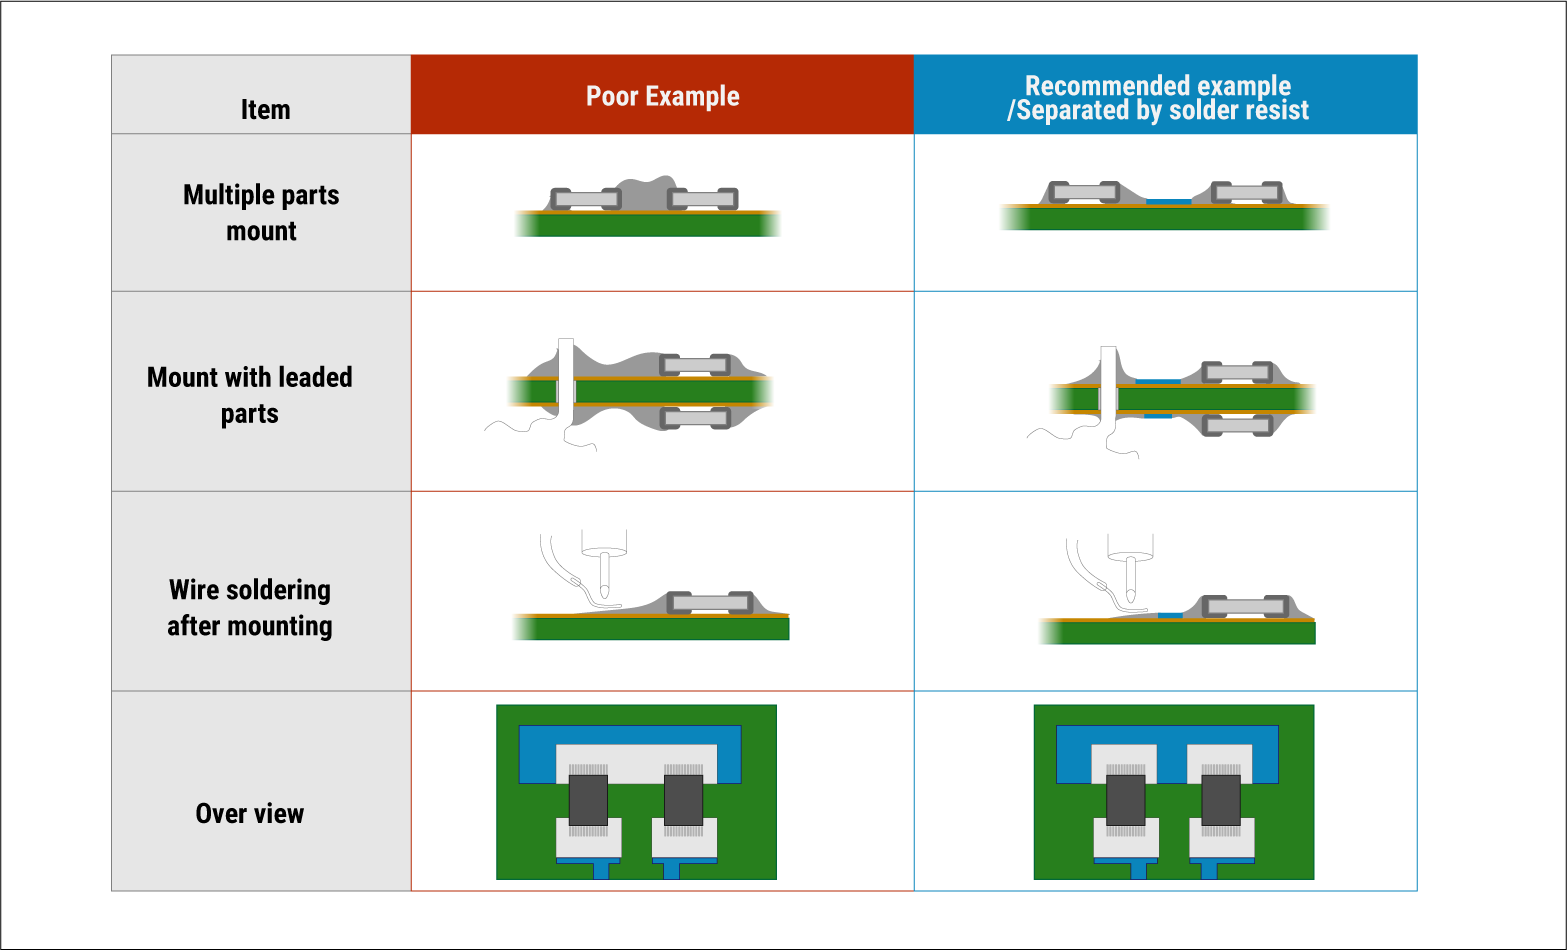 Item
Poor Example
Recommended example
/Separated by solder resist
Multiple parts
mount
Mount with leaded
parts
Wire soldering
after mounting
Over view